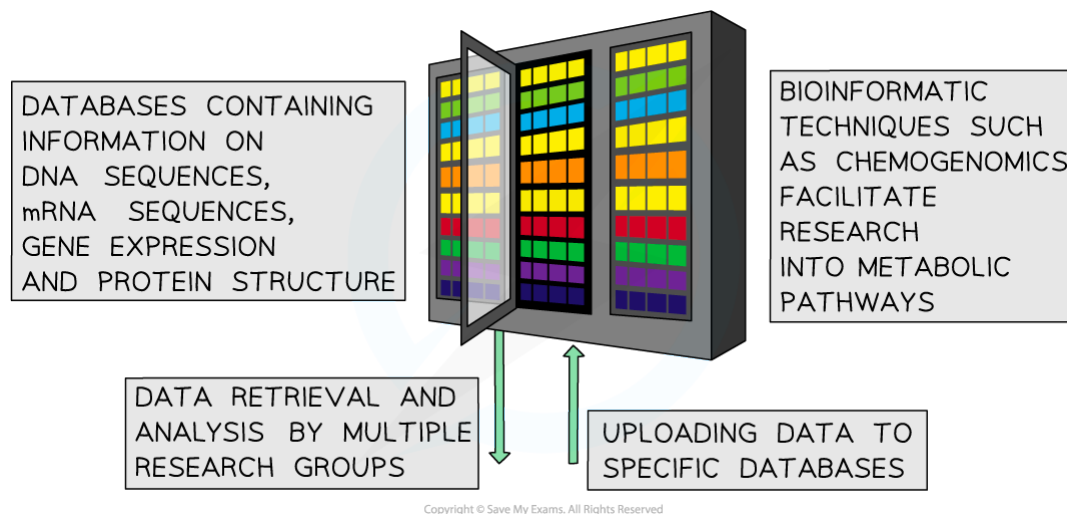 DATABASES CONTAINING
INFORMATION ON
DNA SEQUENCES,
mRNA SEQUENCES,
GENE EXPRESSION
AND PROTEIN STRUCTURE
BIOINFORMATIC
TECHNIQUES SUCH
AS CHEMOGENOMICS
FACILITATE
RESEARCH
INTO METABOLIC
PATHWAYS
DATA RETRIEVAL AND
ANALYSIS BY MULTIPLE
RESEARCH GROUPS
UPLOADING DATA TO
SPECIFIC DATABASES
Copyright © Save My Exams. All Rights Reserved